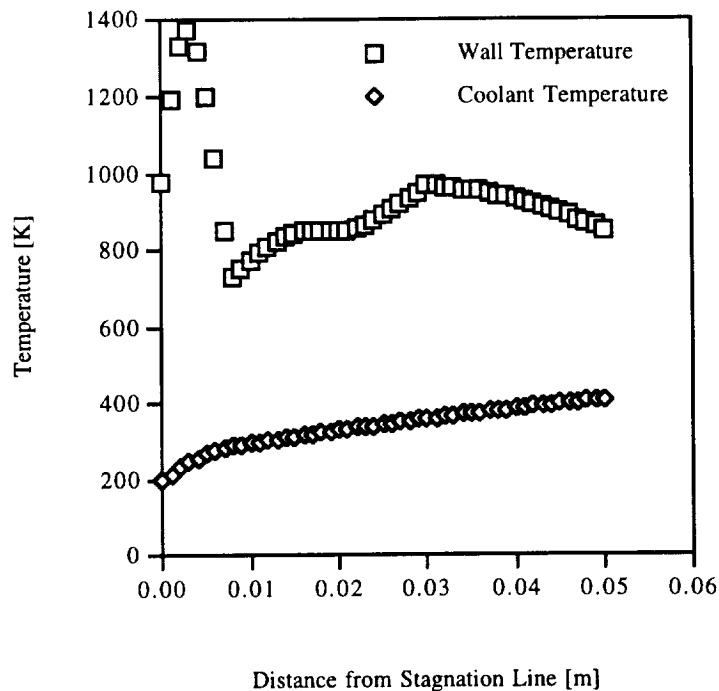 1400
1200
1000
800
600
400
200
0
Temperature [K]
Wall Temperature
Coolant Temperature
0.00 0.01 0.02 0.03 0.04 0.05 0.06
Distance from Stagnation Line [m]